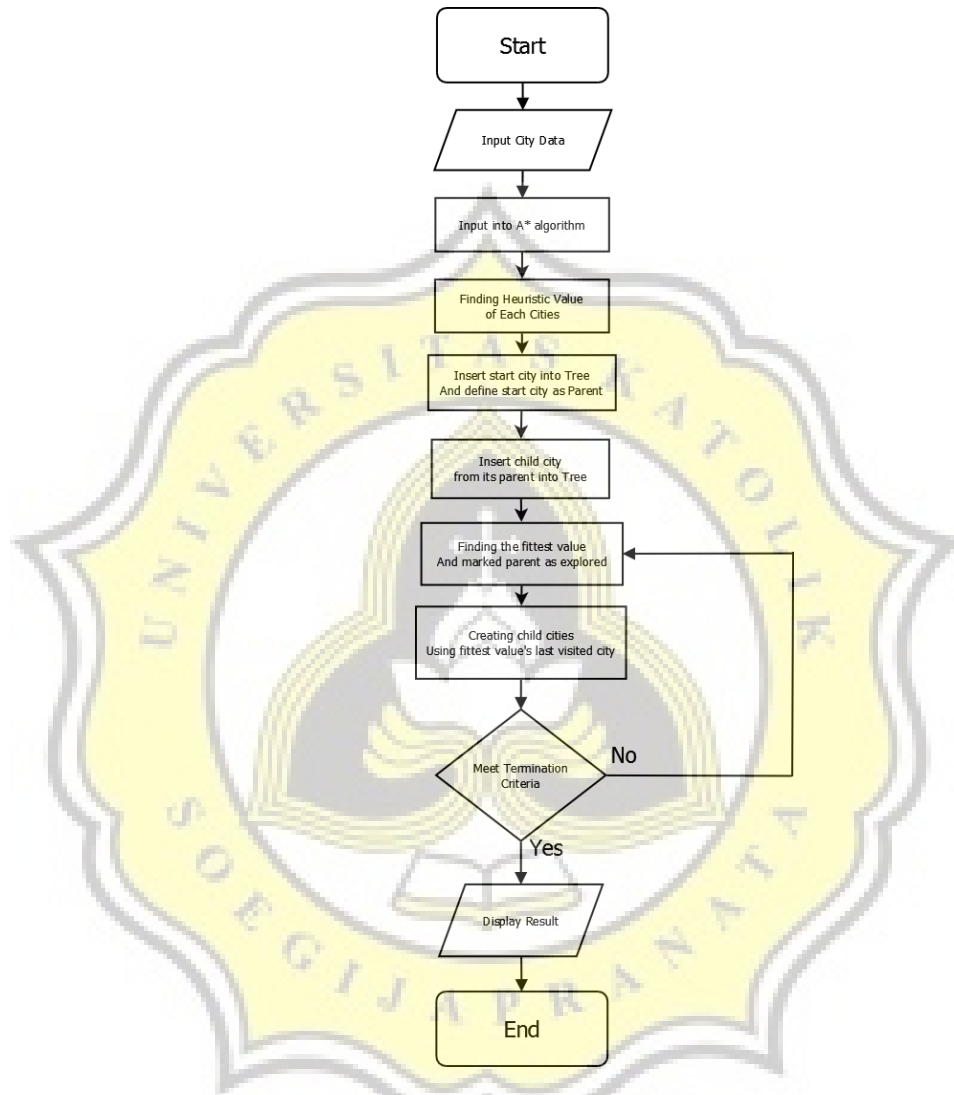 Start
Input City Data
Input into A* algorithm
Finding Heuristic Value
of Each Cities
Insert start city into Tree
And define start city as Parent
Insert child city
from its parent into Tree
Finding the fittest value
And marked parent as explored
Creating child cities
Using fittest value's last visited city
Meet Termination
Criteria
No
Yes
Display Result
End
UNIVERSITAS KATOLIK
SOEGIJAPRANATA